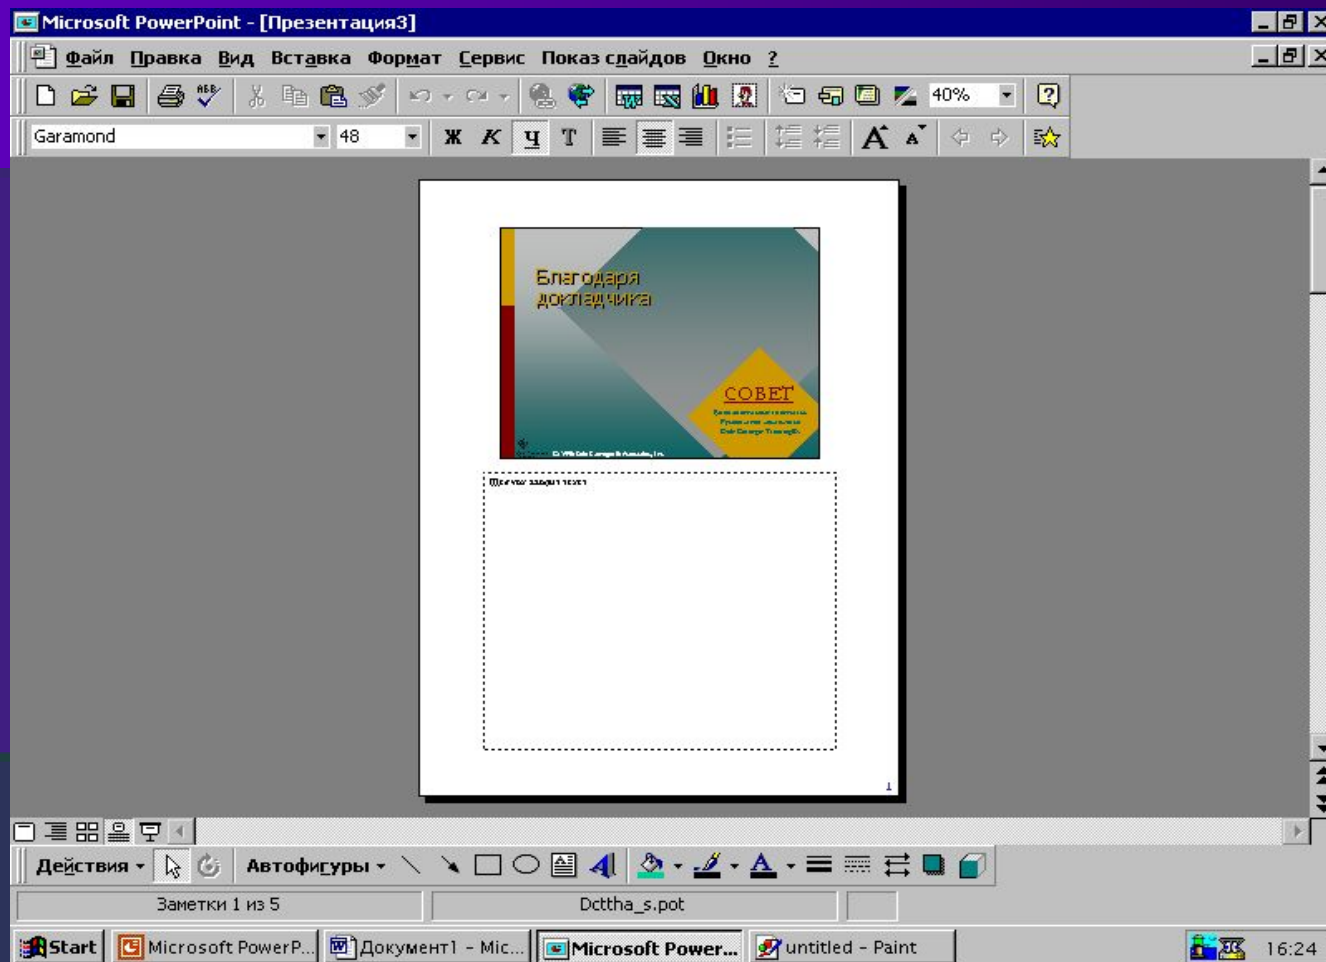 Microsoft PowerPoint - [Презентация3]
Файл Правка Вид Вставка Формат Сервис Показ слайдов Окно ?
40%
Garamond 48 Ж К Ч Т
Благодаря
докладчика
СОВЕТ
1
Действия Автофигуры
Заметки 1 из 5 Dcttha_s.pot
Start Microsoft PowerP... Документ1 - Mic... Microsoft Power... untitled - Paint 16:24